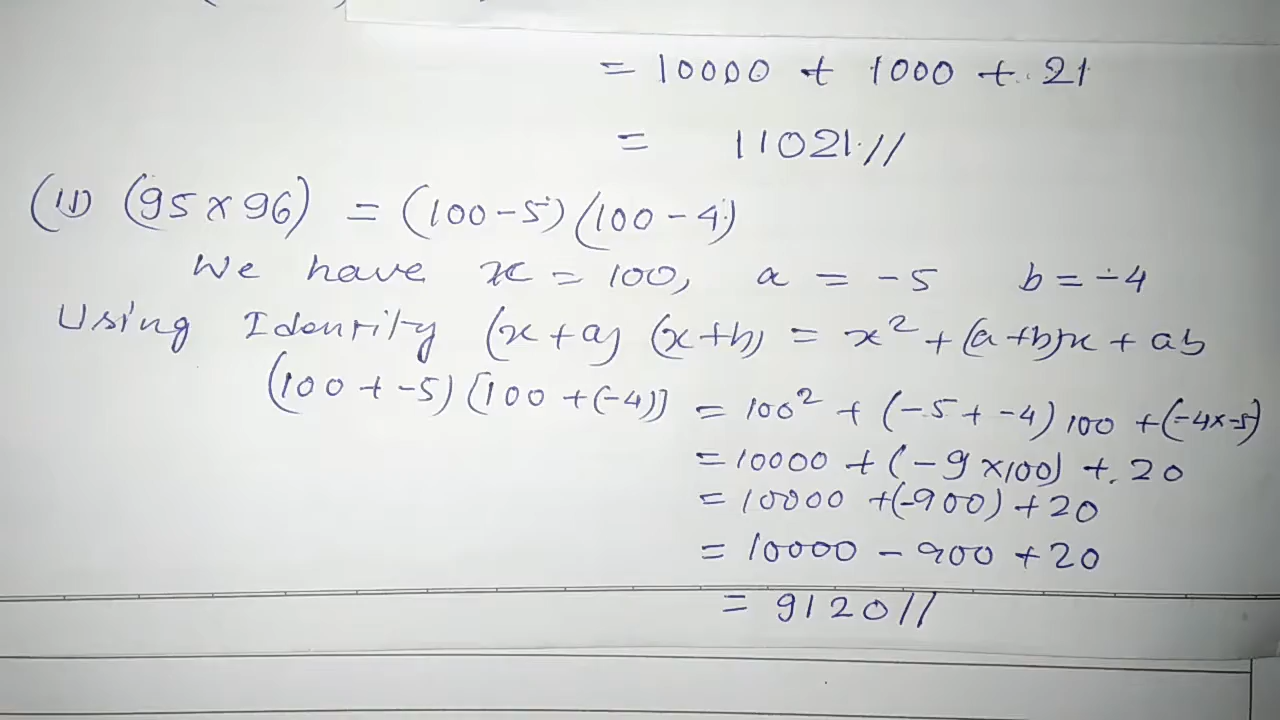 = 10000 + 1000 + 21
= 11021 //
(ii) (95 × 96) = (100 - 5) (100 - 4)
We have x = 100, a = -5 b = -4
Using Identity (x + a) (x + b) = x² + (a + b)x + ab
(100 + -5) [100 + (-4)] = 100² + (-5 + -4) 100 + (-4 × -5)
= 10000 + (-9 × 100) + 20
= 10000 + (-900) + 20
= 10000 - 900 + 20
= 9120 //